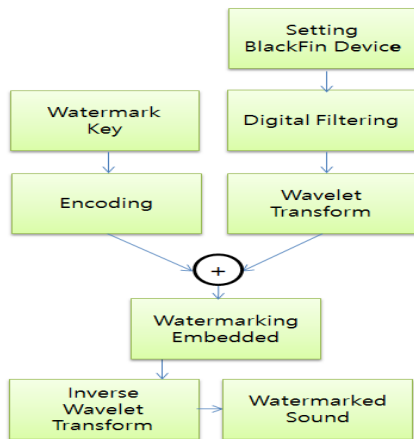 Setting
BlackFin Device
Watermark
Key
Digital Filtering
Encoding
Wavelet
Transform
+
Watermarking
Embedded
Inverse
Wavelet
Transform
Watermarked
Sound